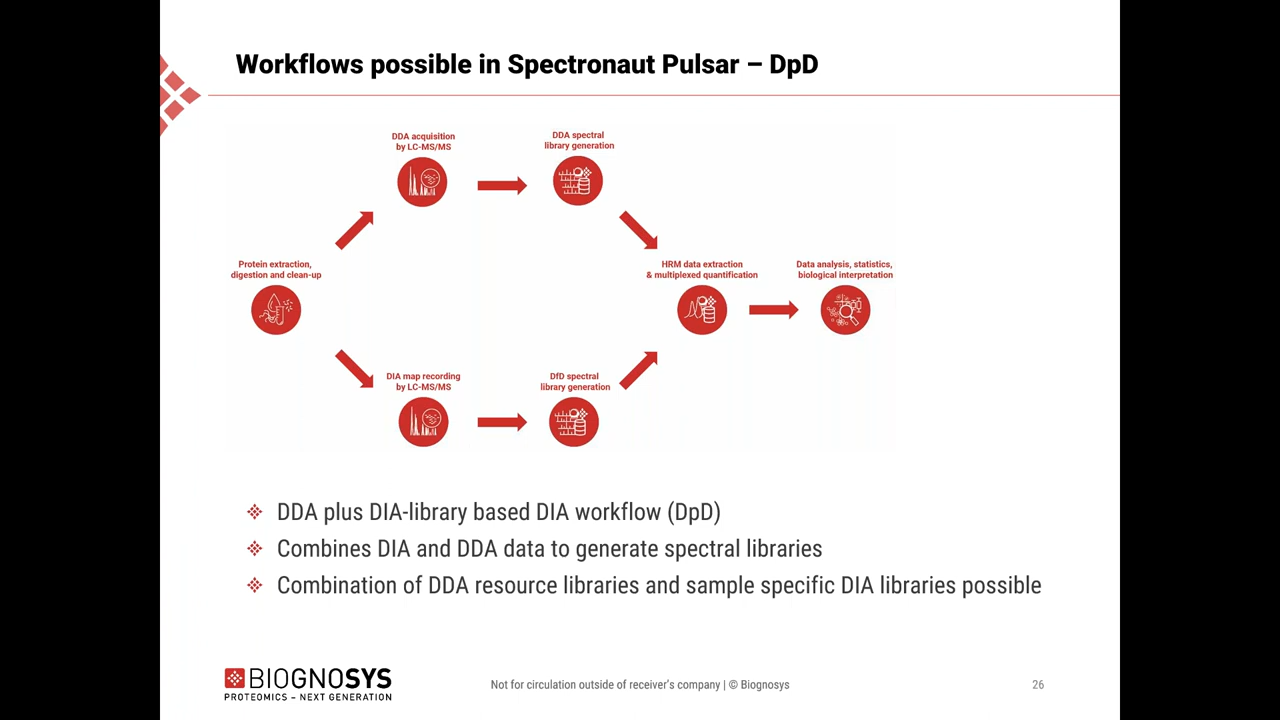 Workflows possible in Spectronaut Pulsar – DpD
DDA acquisition
by LC-MS/MS
DDA spectral
library generation
Protein extraction,
digestion and clean-up
HRM data extraction
& multiplexed quantification
Data analysis, statistics,
biological interpretation
DIA map recording
by LC-MS/MS
DfD spectral
library generation
DDA plus DIA-library based DIA workflow (DpD)
Combines DIA and DDA data to generate spectral libraries
Combination of DDA resource libraries and sample specific DIA libraries possible
BIOGNOSYS
PROTEOMICS – NEXT GENERATION
Not for circulation outside of receiver's company | © Biognosys
26